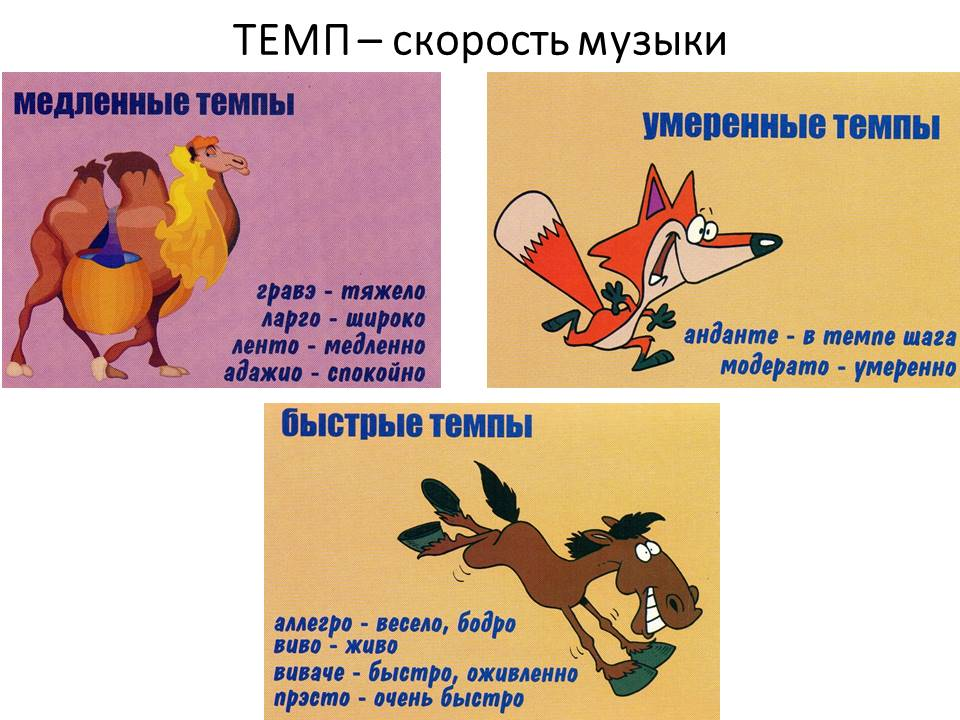 ТЕМП – скорость музыки
медленные темпы
гравэ - тяжело
ларго - широко
ленто - медленно
адажио - спокойно
умеренные темпы
анданте - в темпе шага
модерато - умеренно
быстрые темпы
аллегро - весело, бодро
виво - живо
виваче - быстро, оживленно
прэсто - очень быстро